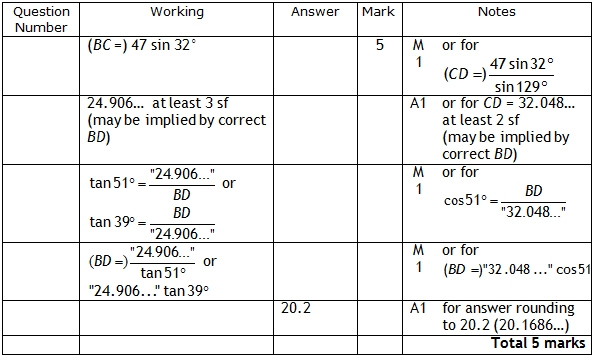 Question Number Working Answer Mark Notes
(BC =) 47 sin 32° 5 M1 or for
(CD =) 47 sin 32° / sin 129°
24.906... at least 3 sf A1 or for CD = 32.048...
(may be implied by correct at least 2 sf
BD) (may be implied by
correct BD)
tan 51° = "24.906..." / BD or M1 or for
tan 39° = BD / "24.906..." cos 51° = BD / "32.048..."
(BD =) "24.906..." / tan 51° or M1 or for
"24.906..." tan 39° (BD =)"32.048 ..." cos51
20.2 A1 for answer rounding
to 20.2 (20.1686...)
Total 5 marks